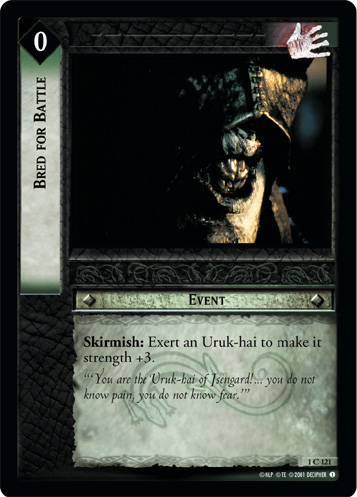 0
BRED FOR BATTLE
EVENT
Skirmish: Exert an Uruk-hai to make it
strength +3.
“‘You are the Uruk-hai of Isengard!... you do not
know pain, you do not know fear.’”
1 C 121
©NLP ©TE ©2001 DECIPHER